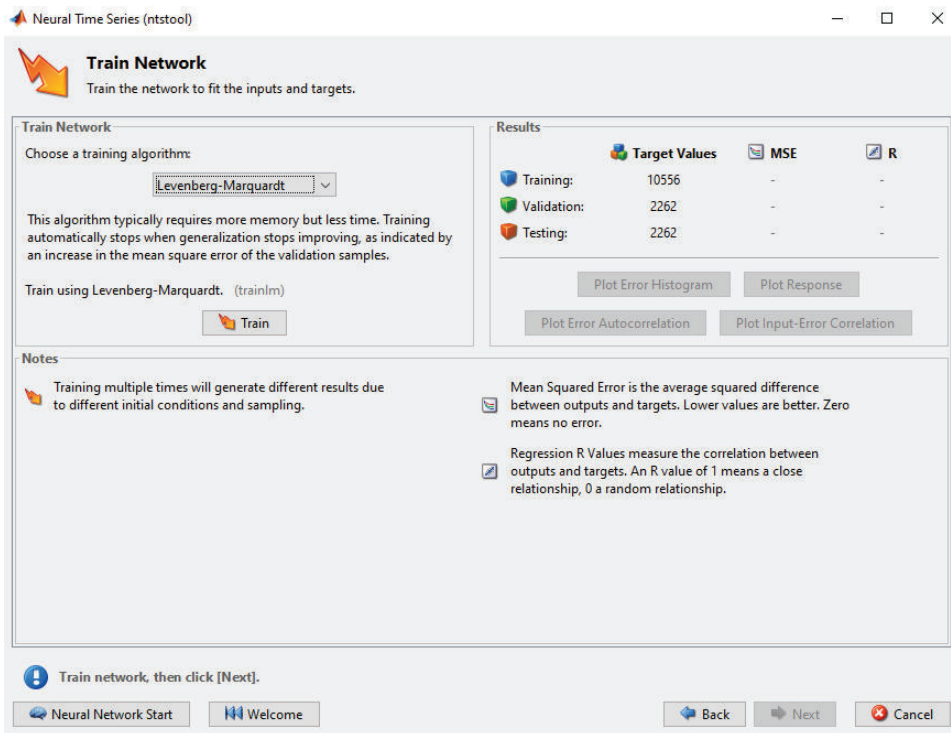 Neural Time Series (ntstool)
Train Network
Train the network to fit the inputs and targets.
Train Network
Choose a training algorithm:
Levenberg-Marquardt
This algorithm typically requires more memory but less time. Training
automatically stops when generalization stops improving, as indicated by
an increase in the mean square error of the validation samples.
Train using Levenberg-Marquardt. (trainlm)
Train
Results
Target Values MSE R
Training: 10556 - -
Validation: 2262 - -
Testing: 2262 - -
Plot Error Histogram Plot Response
Plot Error Autocorrelation Plot Input-Error Correlation
Notes
Training multiple times will generate different results due
to different initial conditions and sampling.
Mean Squared Error is the average squared difference
between outputs and targets. Lower values are better. Zero
means no error.
Regression R Values measure the correlation between
outputs and targets. An R value of 1 means a close
relationship, 0 a random relationship.
Train network, then click [Next].
Neural Network Start Welcome Back Next Cancel